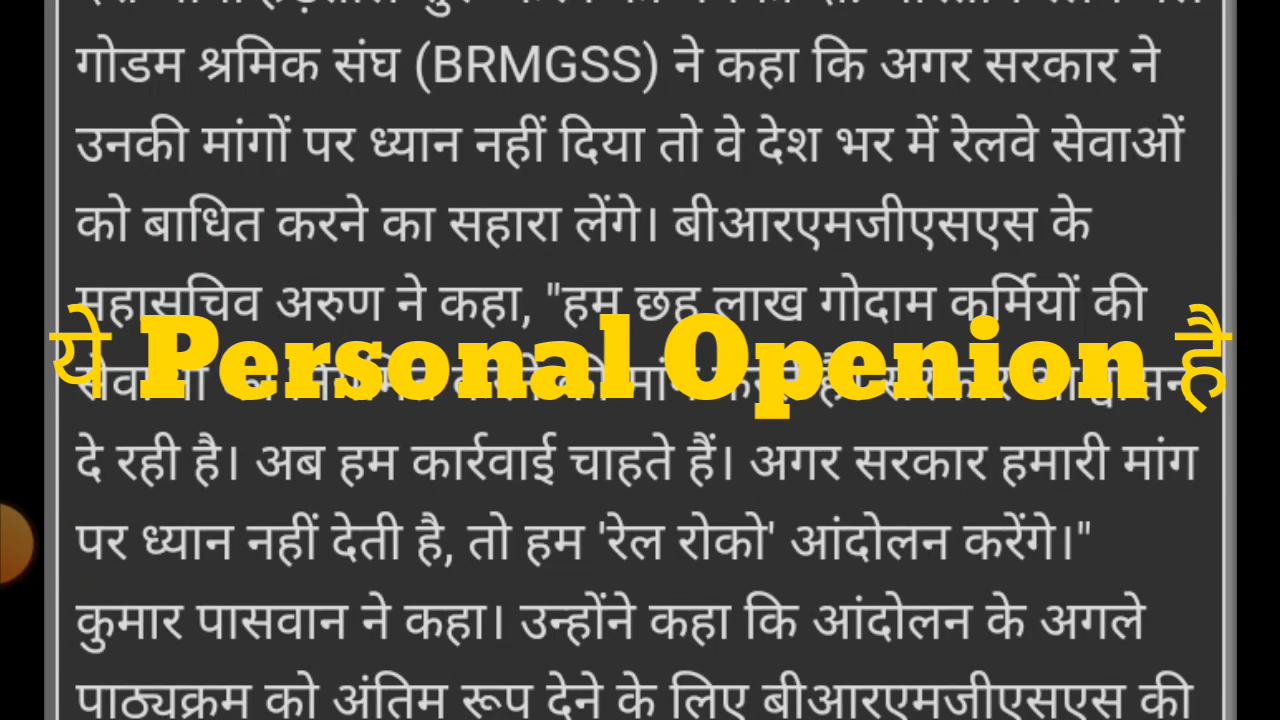 गोडम श्रमिक संघ (BRMGSS) ने कहा कि अगर सरकार ने
उनकी मांगों पर ध्यान नहीं दिया तो वे देश भर में रेलवे सेवाओं
को बाधित करने का सहारा लेंगे। बीआरएमजीएसएस के
महासचिव अरुण ने कहा, "हम छह लाख गोदाम कर्मियों की
ये Personal Openion है
दे रही है। अब हम कार्रवाई चाहते हैं। अगर सरकार हमारी मांग
पर ध्यान नहीं देती है, तो हम 'रेल रोको' आंदोलन करेंगे।"
कुमार पासवान ने कहा। उन्होंने कहा कि आंदोलन के अगले
पाठ्यक्रम को अंतिम रूप देने के लिए बीआरएमजीएसएस की